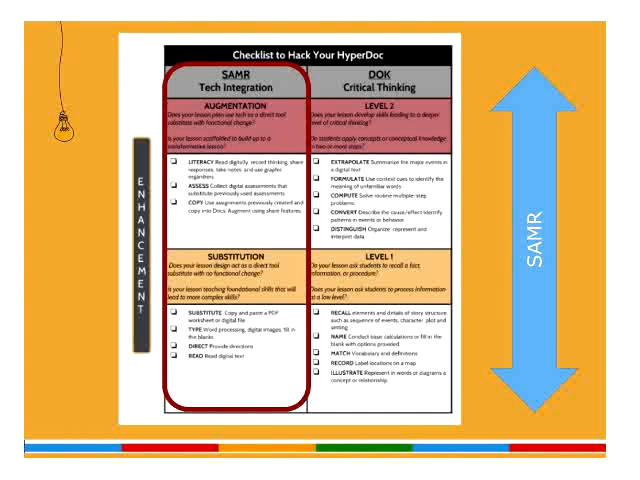 Checklist to Hack Your HyperDoc
SAMR
Tech Integration
DOK
Critical Thinking
AUGMENTATION
Does your lesson plan use tech as a direct tool
substitute with functional change?
Is your lesson scaffolded to build up to a
transformative lesson?
LEVEL 2
Does your lesson develop skills leading to a deeper
level of critical thinking?
Do students apply concepts or conceptual knowledge
in two or more steps?
LITERACY Read digitally, record thinking, share
responses, take notes and use graphic
organizers
ASSESS Collect digital assessments that
substitute previously used assessments
COPY Use assignments previously created and
copy into Docs. Augment using share features.
EXTRAPOLATE Summarize the major events in
a digital text
FORMULATE Use context cues to identify the
meaning of unfamiliar words
COMPUTE Solve routine multiple-step
problems.
CONVERT Describe the cause/effect Identify
patterns in events or behavior
DISTINGUISH Organize represent and
interpret data
SUBSTITUTION
Does your lesson design act as a direct tool
substitute with no functional change?
Is your lesson teaching foundational skills that will
lead to more complex skills?
LEVEL 1
Do your lesson ask students to recall a fact,
information, or procedure?
Does your lesson ask students to process information
at a low level?
SUBSTITUTE Copy and paste a PDF
worksheet or digital file
TYPE Word processing, digital images, fill in
the blanks
DIRECT Provide directions
READ Read digital text
RECALL elements and details of story structure
such as sequence of events, character plot and
setting
NAME Conduct basic calculations or fill in the
blank with options provided
MATCH Vocabulary and definitions
RECORD Label locations on a map
ILLUSTRATE Represent in words or diagrams a
concept or relationship
ENHANCEMENT
SAMR